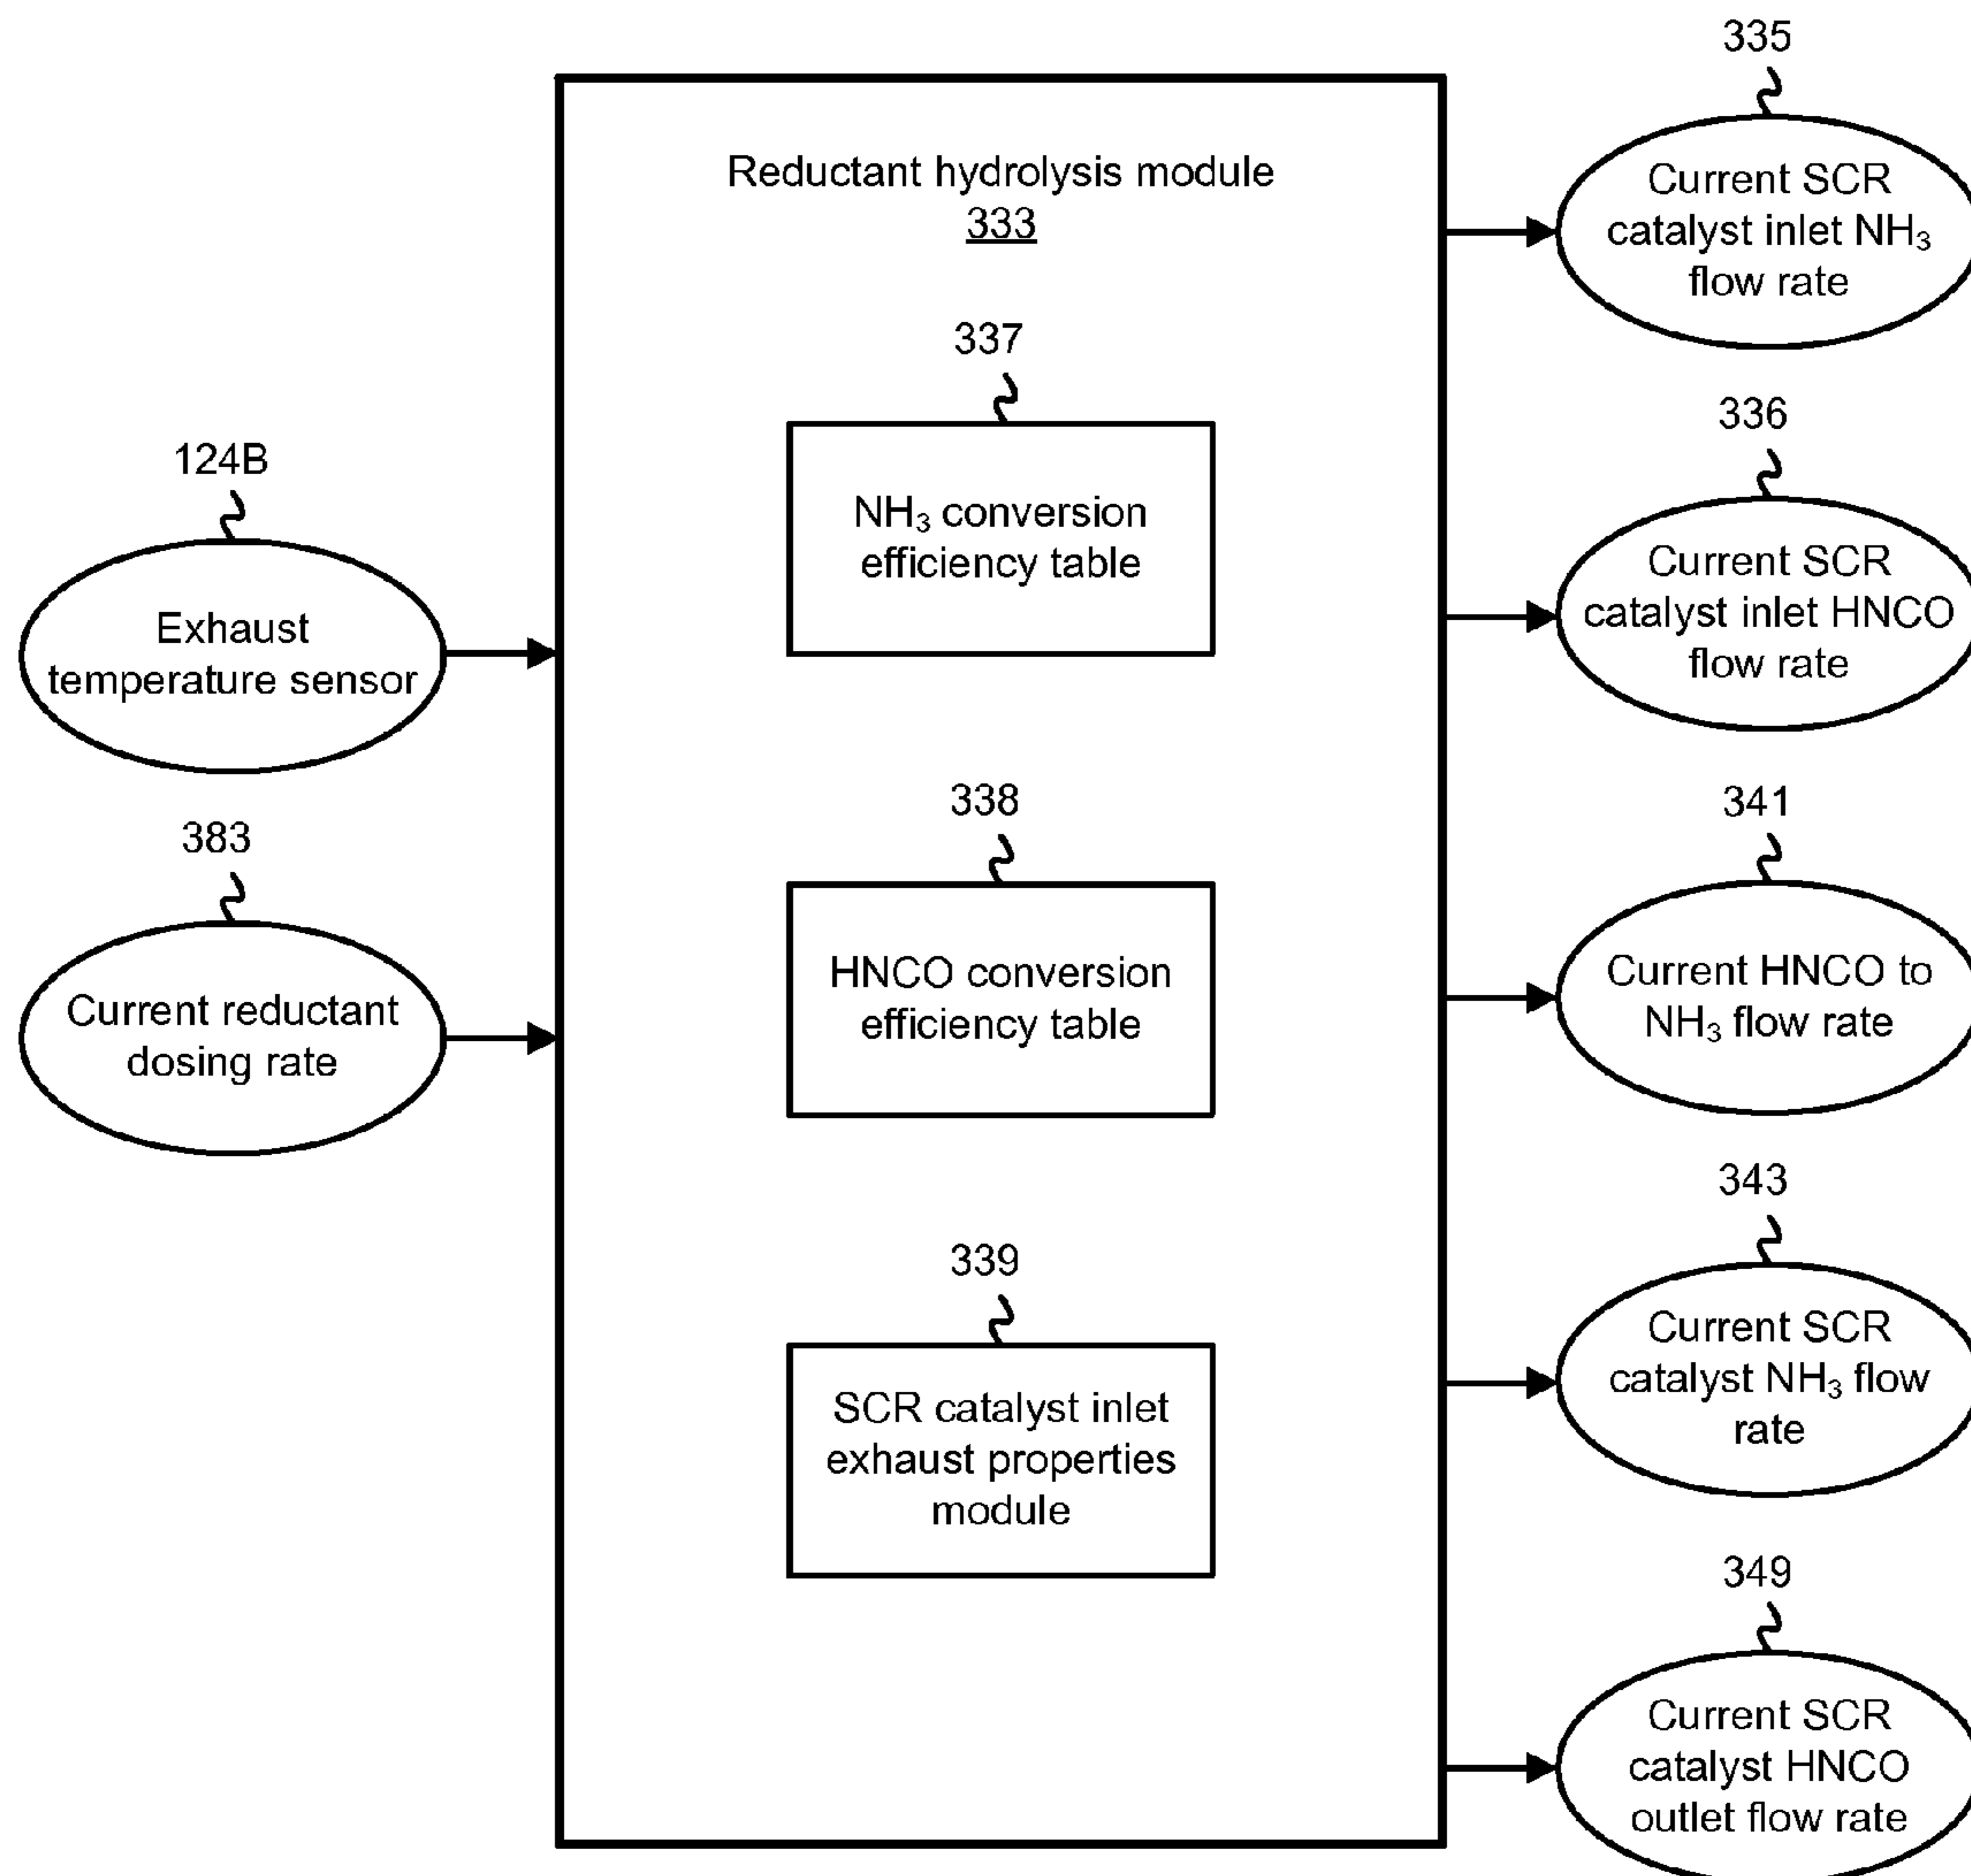 335
Current SCR
catalyst inlet NH₃
flow rate
Reductant hydrolysis module
333
337
NH₃ conversion
efficiency table
336
Current SCR
catalyst inlet HNCO
flow rate
124B
Exhaust
temperature sensor
338
HNCO conversion
efficiency table
341
Current HNCO to
NH₃ flow rate
383
Current reductant
dosing rate
343
Current SCR
catalyst NH₃ flow
rate
339
SCR catalyst inlet
exhaust properties
module
349
Current SCR
catalyst HNCO
outlet flow rate